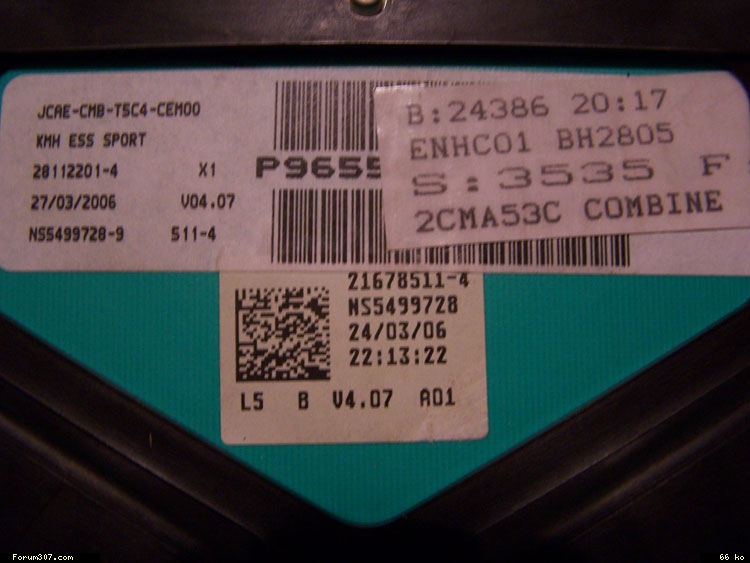 JCAE-CMB-T5C4-CEM00
KMH ESS SPORT
28112201-4 X1
27/03/2006 V04.07
NS5499728-9 511-4
P9655
B:24386 20:17
ENHC01 BH2805
S:3535 F
2CMA53C COMBINE
21678511-4
NS5499728
24/03/06
22:13:22
L5 B V4.07 A01
Forum307.com
66 ko